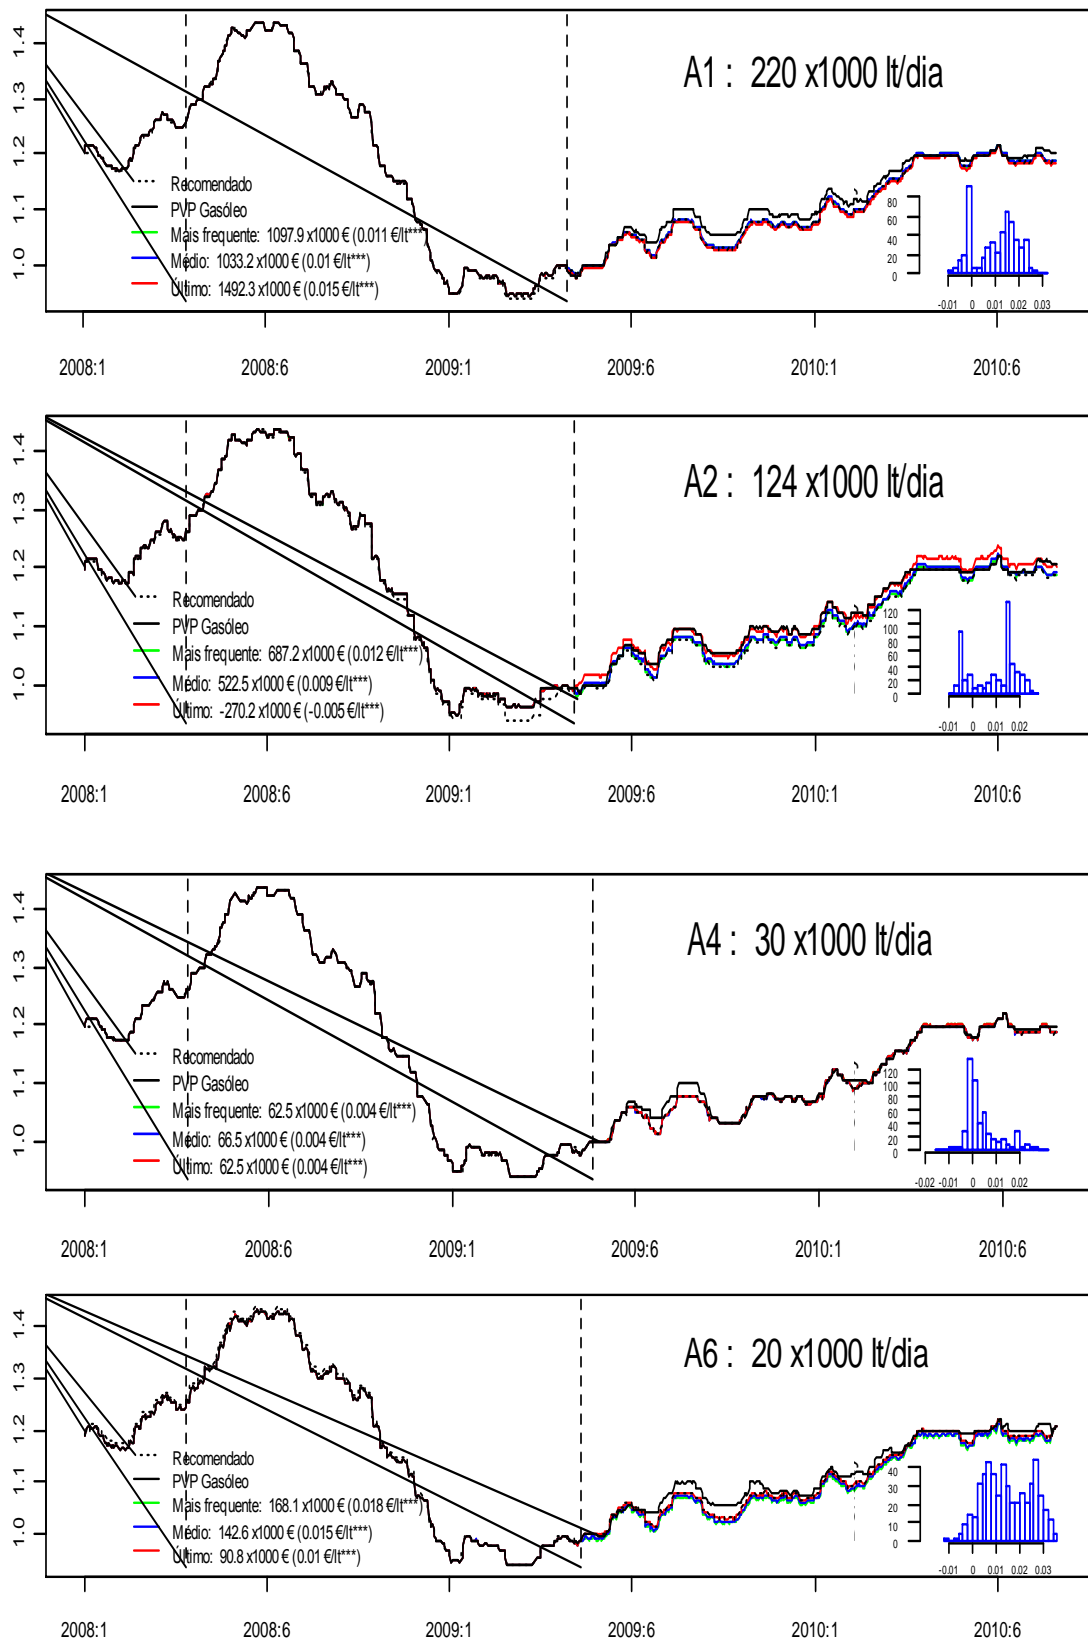 A1 : 220 x1000 lt/dia
1.4
1.3
1.2
1.1
1.0
Recomendado
PVP Gasóleo
Mais frequente: 1097.9 x1000 € (0.011 €/lt***)
Médio: 1033.2 x1000 € (0.01 €/lt***)
Último: 1492.3 x1000 € (0.015 €/lt***)
80
60
40
20
0
-0.01 0 0.01 0.02 0.03
2008:1 2008:6 2009:1 2009:6 2010:1 2010:6
A2 : 124 x1000 lt/dia
1.4
1.3
1.2
1.1
1.0
Recomendado
PVP Gasóleo
Mais frequente: 687.2 x1000 € (0.012 €/lt***)
Médio: 522.5 x1000 € (0.009 €/lt***)
Último: -270.2 x1000 € (-0.005 €/lt***)
120
100
80
60
40
20
0
-0.01 0 0.01 0.02
2008:1 2008:6 2009:1 2009:6 2010:1 2010:6
A4 : 30 x1000 lt/dia
1.4
1.3
1.2
1.1
1.0
Recomendado
PVP Gasóleo
Mais frequente: 62.5 x1000 € (0.004 €/lt***)
Médio: 66.5 x1000 € (0.004 €/lt***)
Último: 62.5 x1000 € (0.004 €/lt***)
120
100
80
60
40
20
0
-0.02 -0.01 0 0.01 0.02
2008:1 2008:6 2009:1 2009:6 2010:1 2010:6
A6 : 20 x1000 lt/dia
1.4
1.3
1.2
1.1
1.0
Recomendado
PVP Gasóleo
Mais frequente: 168.1 x1000 € (0.018 €/lt***)
Médio: 142.6 x1000 € (0.015 €/lt***)
Último: 90.8 x1000 € (0.01 €/lt***)
40
30
20
10
0
-0.01 0 0.01 0.02 0.03
2008:1 2008:6 2009:1 2009:6 2010:1 2010:6